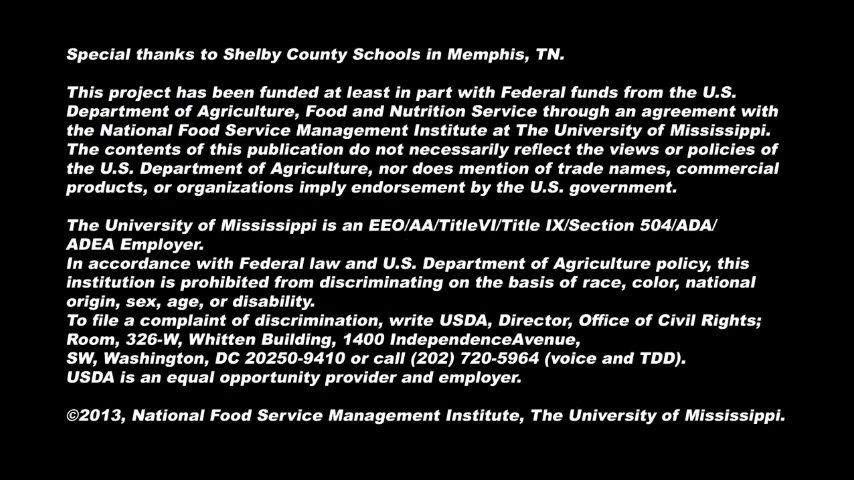 Special thanks to Shelby County Schools in Memphis, TN.
This project has been funded at least in part with Federal funds from the U.S.
Department of Agriculture, Food and Nutrition Service through an agreement with
the National Food Service Management Institute at The University of Mississippi.
The contents of this publication do not necessarily reflect the views or policies of
the U.S. Department of Agriculture, nor does mention of trade names, commercial
products, or organizations imply endorsement by the U.S. government.
The University of Mississippi is an EEO/AA/TitleVI/Title IX/Section 504/ADA/
ADEA Employer.
In accordance with Federal law and U.S. Department of Agriculture policy, this
institution is prohibited from discriminating on the basis of race, color, national
origin, sex, age, or disability.
To file a complaint of discrimination, write USDA, Director, Office of Civil Rights;
Room, 326-W, Whitten Building, 1400 IndependenceAvenue,
SW, Washington, DC 20250-9410 or call (202) 720-5964 (voice and TDD).
USDA is an equal opportunity provider and employer.
©2013, National Food Service Management Institute, The University of Mississippi.